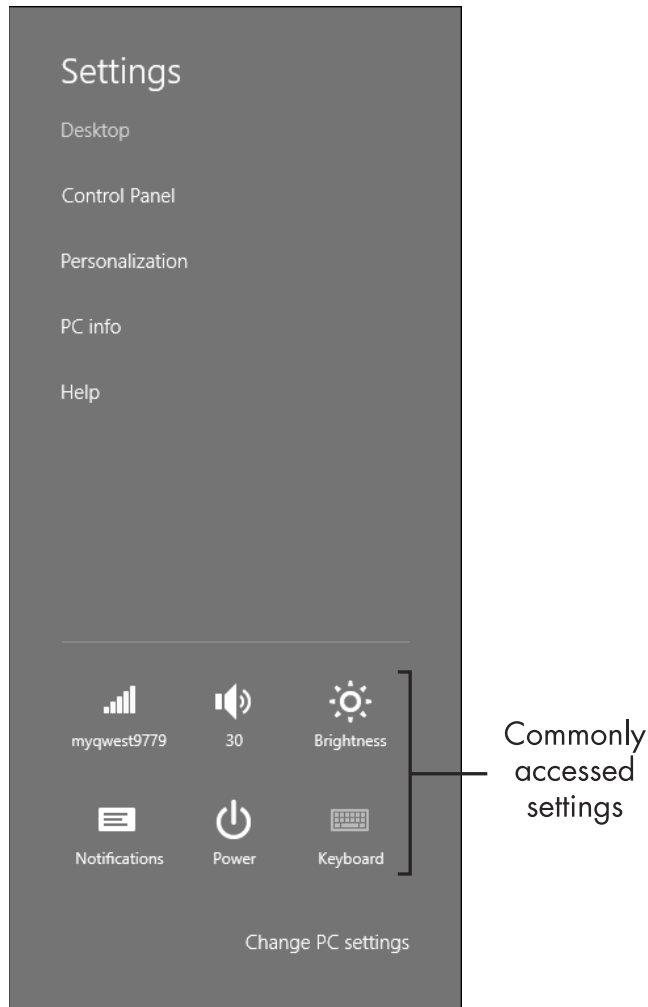 Settings
Desktop
Control Panel
Personalization
PC info
Help
myqwest9779
30
Brightness
Notifications
Power
Keyboard
Change PC settings
Commonly
accessed
settings